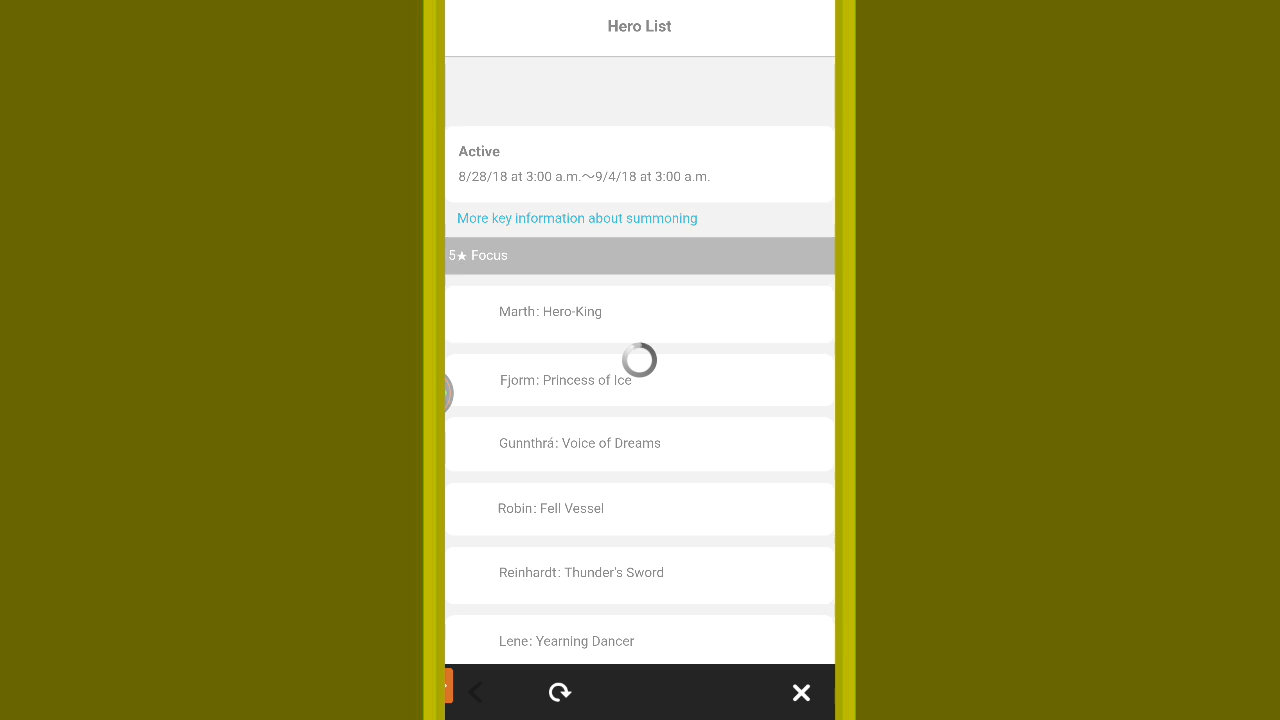 Hero List
Active
8/28/18 at 3:00 a.m.～9/4/18 at 3:00 a.m.
More key information about summoning
5★ Focus
Marth: Hero-King
Fjorm: Princess of Ice
Gunnthrá: Voice of Dreams
Robin: Fell Vessel
Reinhardt: Thunder's Sword
Lene: Yearning Dancer